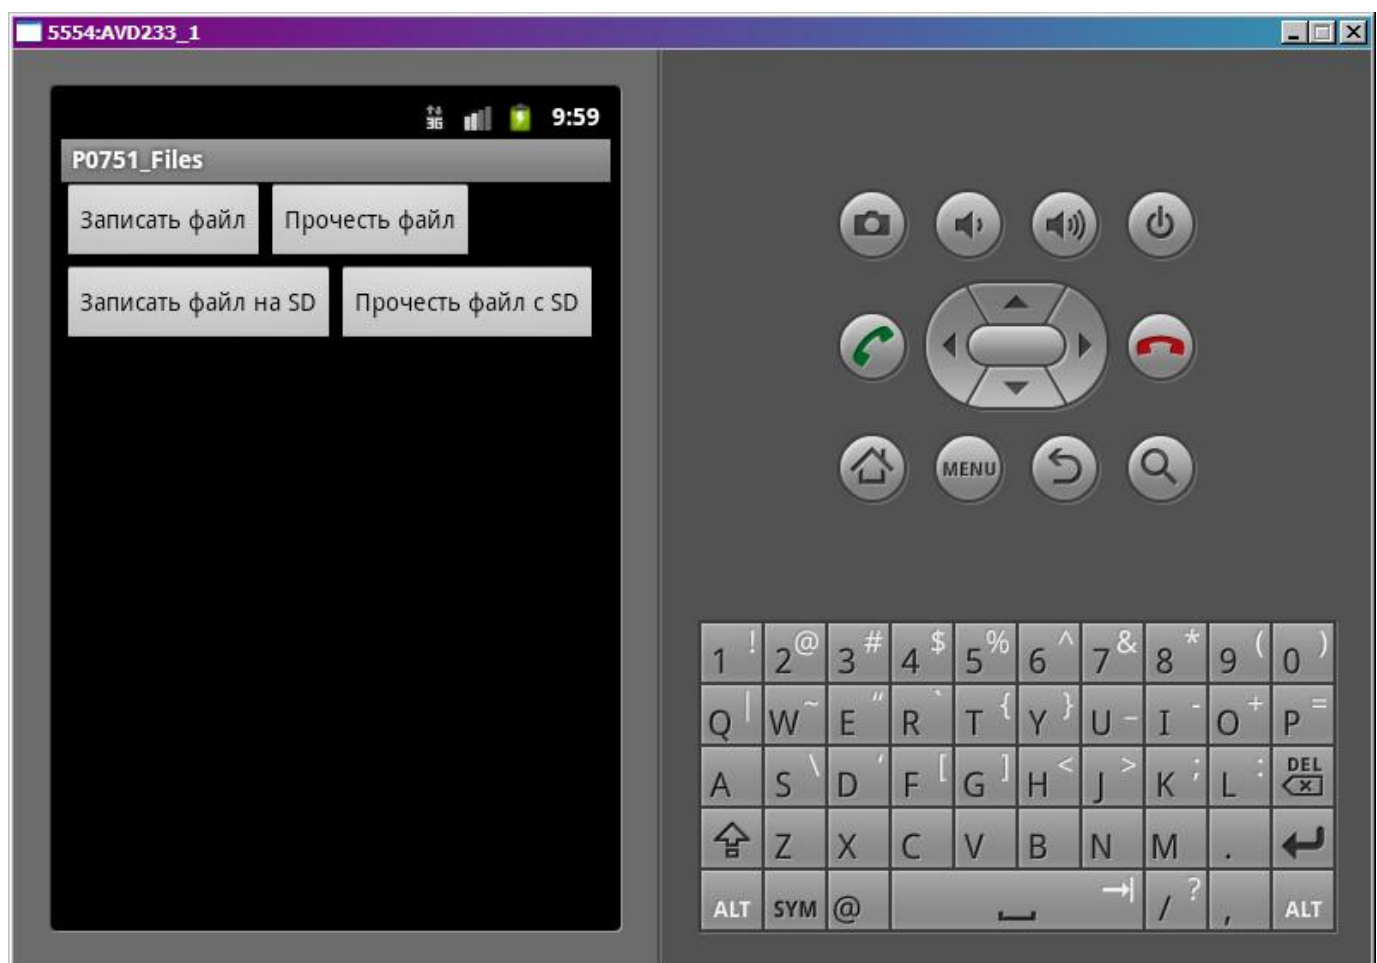 5554:AVD233_1
3G 9:59
P0751_Files
Записать файл Прочесть файл
Записать файл на SD Прочесть файл с SD
MENU
1 ! 2 @ 3 # 4 $ 5 % 6 ^ 7 & 8 * 9 ( 0 )
Q | W ~ E " R ` T { Y } U _ I - O + P =
A S \ D ' F [ G ] H < J > K ; L : DEL
Z X C V B N M .
ALT SYM @ / ? , ALT